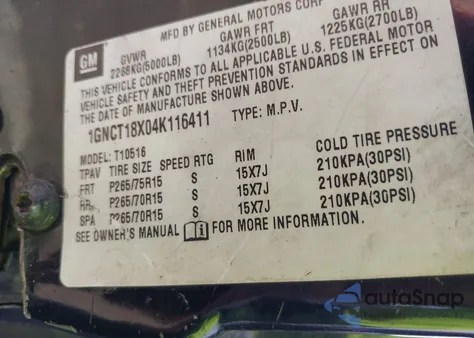 MFD BY GENERAL MOTORS CORP
GM GVWR GAWR FRT GAWR RR
2268KG(5000LB) 1134KG(2500LB) 1225KG(2700LB)
THIS VEHICLE CONFORMS TO ALL APPLICABLE U.S. FEDERAL MOTOR
VEHICLE SAFETY AND THEFT PREVENTION STANDARDS IN EFFECT ON
THE DATE OF MANUFACTURE SHOWN ABOVE.
1GNCT18X04K116411 TYPE: M.P.V.
MODEL: T10516
TPAV TIRE SIZE SPEED RTG RIM COLD TIRE PRESSURE
FRT P265/75R15 S 15X7J 210KPA(30PSI)
RR P265/70R15 S 15X7J 210KPA(30PSI)
SPA P265/70R15 S 15X7J 210KPA(30PSI)
SEE OWNER'S MANUAL i FOR MORE INFORMATION.
autoSnap